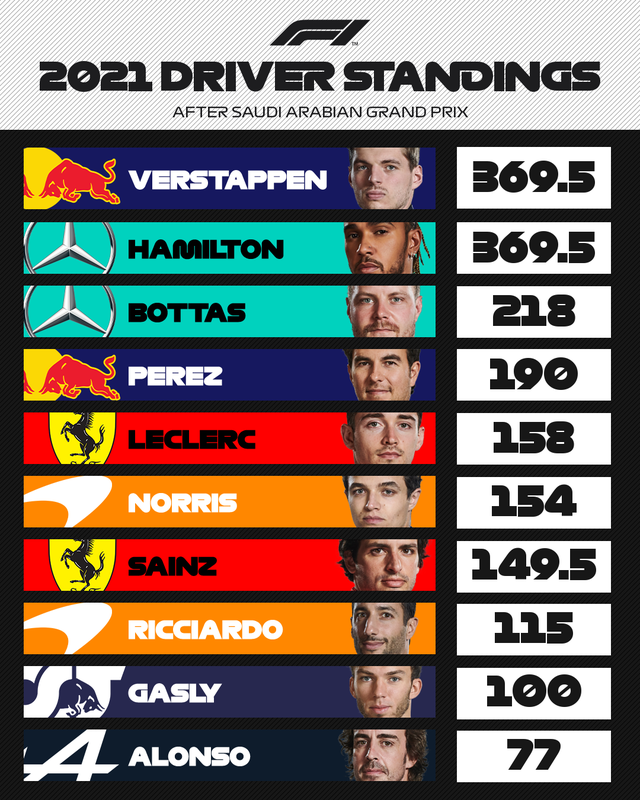 F1
TM
2021 DRIVER STANDINGS
AFTER SAUDI ARABIAN GRAND PRIX
VERSTAPPEN 369.5
HAMILTON 369.5
BOTTAS 218
PEREZ 190
LECLERC 158
NORRIS 154
SAINZ 149.5
RICCIARDO 115
GASLY 100
ALONSO 77